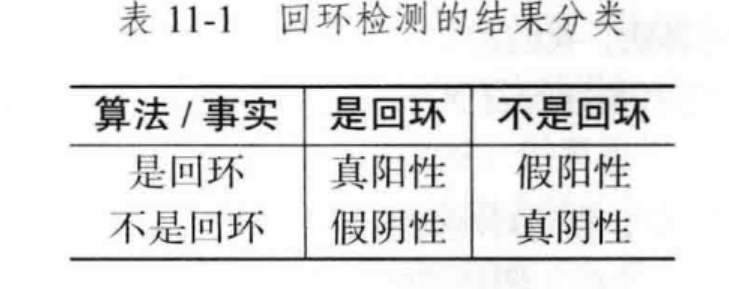 表 11-1 回环检测的结果分类
算法 / 事实 是回环 不是回环
是回环 真阳性 假阳性
不是回环 假阴性 真阴性